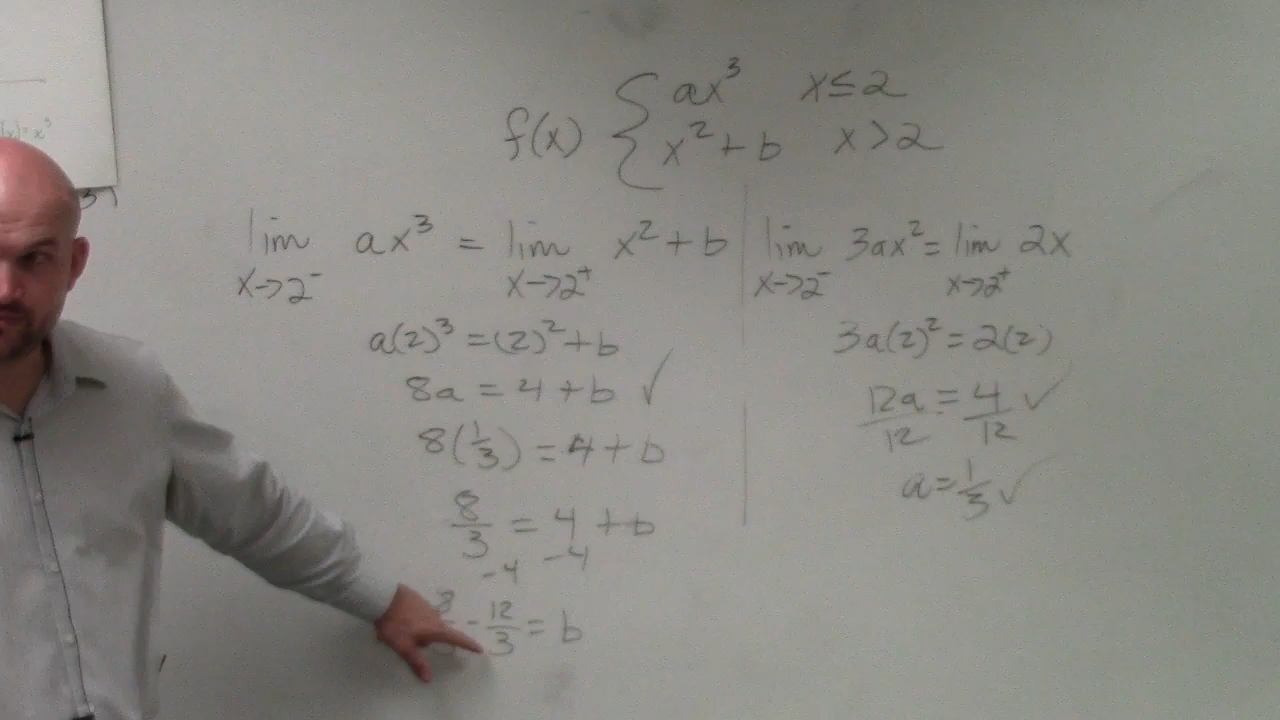 (x)=x³
f(x) { ax³ x≤2
x²+b x>2
lim ax³ = lim x²+b
x→2⁻ x→2⁺
a(2)³=(2)²+b
8a = 4+b ✓
8(1/3) = 4+b
8/3 = 4 + b
-4 -4
8 - 12/3 = b
lim 3ax² = lim 2x
x→2⁻ x→2⁺
3a(2)²=2(2)
12a/12 = 4/12 ✓
a=1/3 ✓